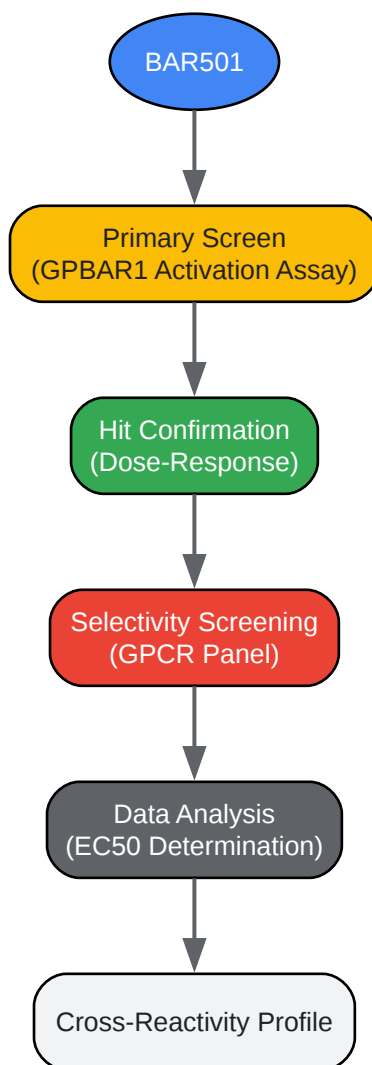 BAR501
Primary Screen
(GPBAR1 Activation Assay)
Hit Confirmation
(Dose-Response)
Selectivity Screening
(GPCR Panel)
Data Analysis
(EC50 Determination)
Cross-Reactivity Profile